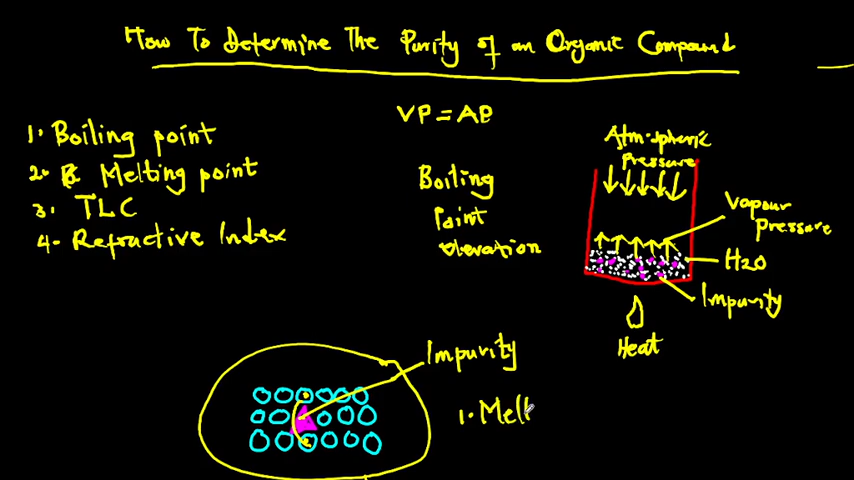 How To Determine The Purity of an Organic Compound
1. Boiling point
2. Melting point
3. TLC
4. Refractive Index
VP = AP
Boiling
Point
elevation
Atmospheric
Pressure
Vapour
pressure
H2O
Impurity
Heat
Impurity
1. Melt